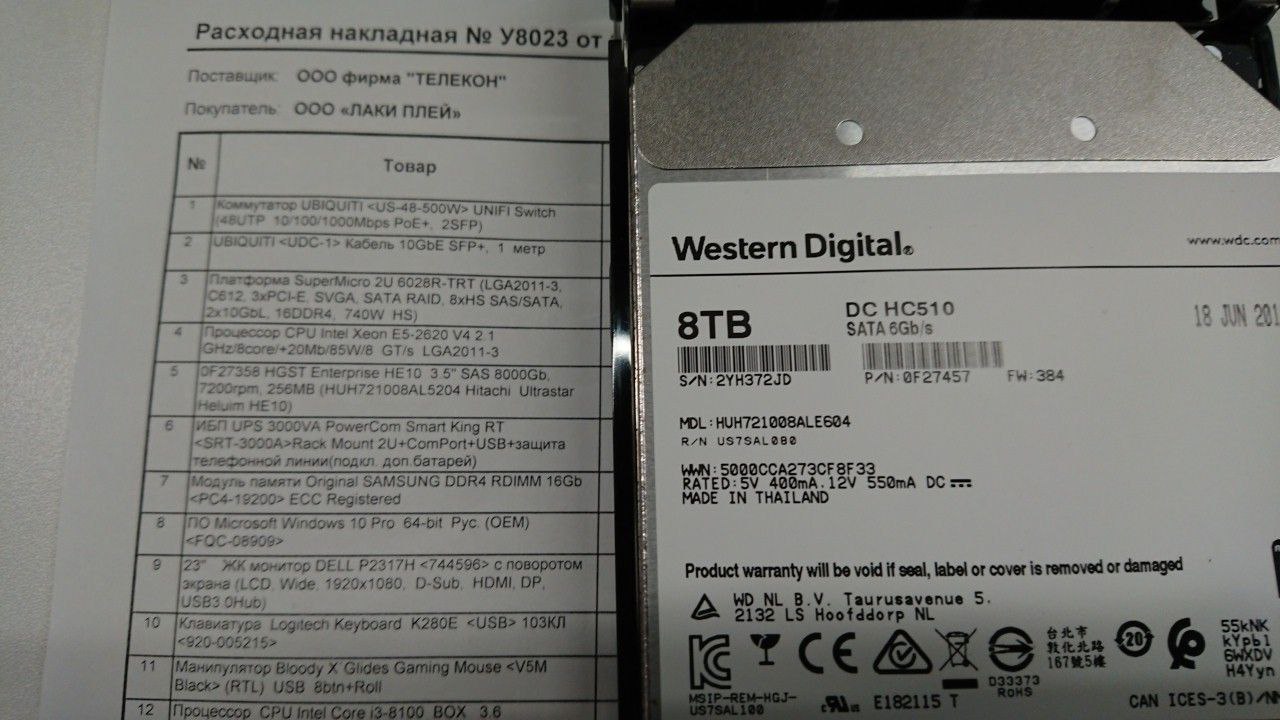 Расходная накладная № У8023 от
Поставщик: ООО фирма "ТЕЛЕКОН"
Покупатель: ООО «ЛАКИ ПЛЕЙ»
№ Товар
1 Коммутатор UBIQUITI <US-48-500W> UNIFI Switch
(48UTP 10/100/1000Mbps PoE+, 2SFP)
2 UBIQUITI <UDC-1> Кабель 10GbE SFP+, 1 метр
3 Платформа SuperMicro 2U 6028R-TRT (LGA2011-3,
C612, 3xPCI-E, SVGA, SATA RAID, 8xHS SAS/SATA,
2x10GbL, 16DDR4, 740W HS)
4 Процессор CPU Intel Xeon E5-2620 V4 2.1
GHz/8core/+20Mb/85W/8 GT/s LGA2011-3
5 0F27358 HGST Enterprise HE10 3.5" SAS 8000Gb,
7200rpm, 256MB (HUH721008AL5204 Hitachi Ultrastar
Heluim HE10)
6 ИБП UPS 3000VA PowerCom Smart King RT
<SRT-3000A>Rack Mount 2U+ComPort+USB+защита
телефонной линии(подкл. доп.батарей)
7 Модуль памяти Original SAMSUNG DDR4 RDIMM 16Gb
<PC4-19200> ECC Registered
8 ПО Microsoft Windows 10 Pro 64-bit Рус. (OEM)
<FQC-08909>
9 23" ЖК монитор DELL P2317H <744596> с поворотом
экрана (LCD, Wide, 1920x1080, D-Sub, HDMI, DP,
USB3.0Hub)
10 Клавиатура Logitech Keyboard K280E <USB> 103КЛ
<920-005215>
11 Манипулятор Bloody X Glides Gaming Mouse <V5M
Black> (RTL) USB 8btn+Roll
12 Процессор CPU Intel Core i3-8100 BOX 3.6
Western Digital®
www.wdc.com
8TB
DC HC510
SATA 6Gb/s
18 JUN 201
S/N:2YH372JD
P/N:0F27457 FW:384
MDL:HUH721008ALE604
R/N US7SAL080
WWN:5000CCA273CF8F33
RATED:5V 400mA.12V 550mA DC
MADE IN THAILAND
Product warranty will be void if seal, label or cover is removed or damaged
WD NL B.V. Taurusavenue 5.
2132 LS Hoofddorp NL
台北市
敦化北路
167號5樓
20
55kNK
kYpbl
6WXDV
H4Yyn
D33373
RoHS
MSIP-REM-HGJ-
US7SAL100
E182115 T
CAN ICES-3(B)/NM